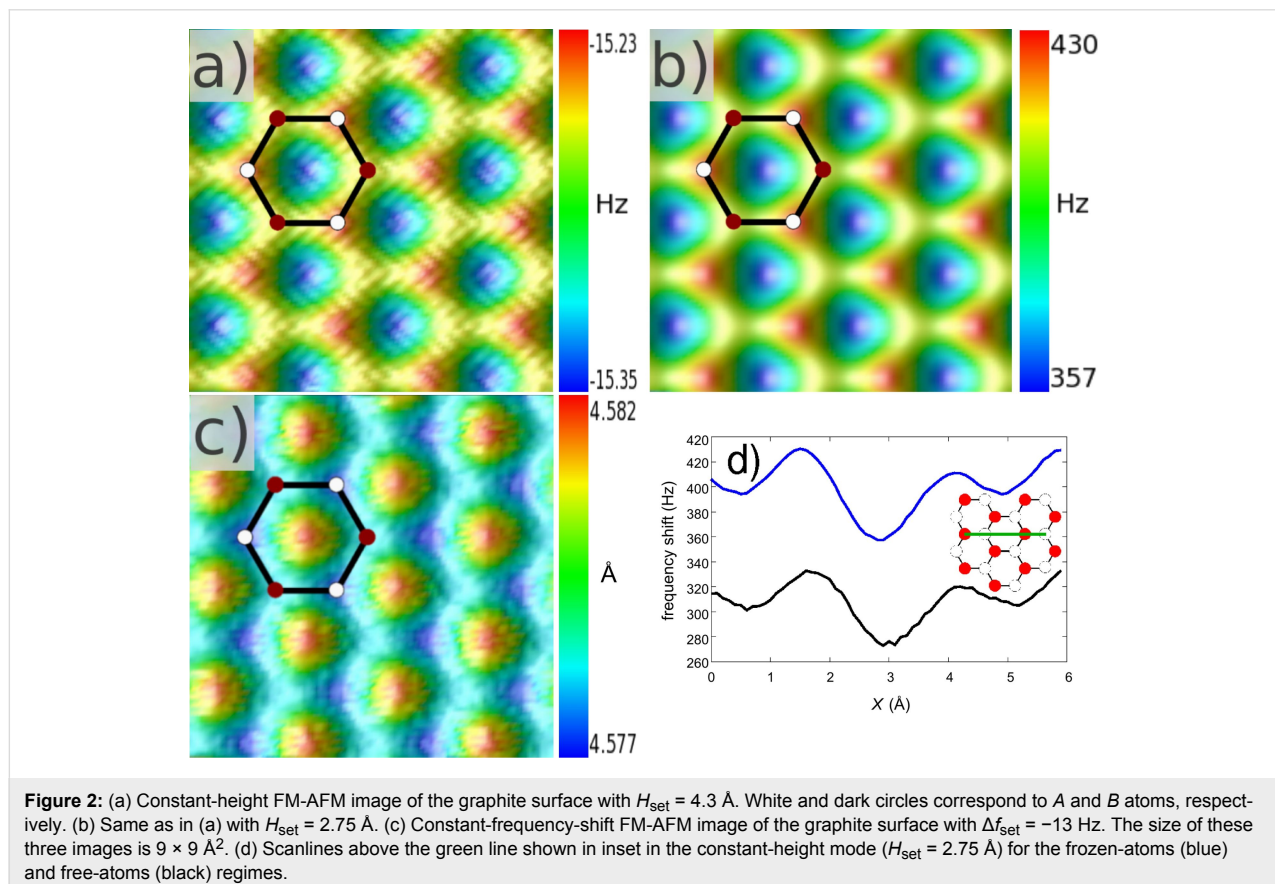 a)
-15.23
Hz
-15.35
b)
430
Hz
357
c)
4.582
Å
4.577
d)
420
420
400
380
360
340
320
300
280
260
frequency shift (Hz)
0 1 2 3 4 5 6
X (Å)
Figure 2: (a) Constant-height FM-AFM image of the graphite surface with Hset = 4.3 Å. White and dark circles correspond to A and B atoms, respect-
ively. (b) Same as in (a) with Hset = 2.75 Å. (c) Constant-frequency-shift FM-AFM image of the graphite surface with Δfset = −13 Hz. The size of these
three images is 9 × 9 Å². (d) Scanlines above the green line shown in inset in the constant-height mode (Hset = 2.75 Å) for the frozen-atoms (blue)
and free-atoms (black) regimes.